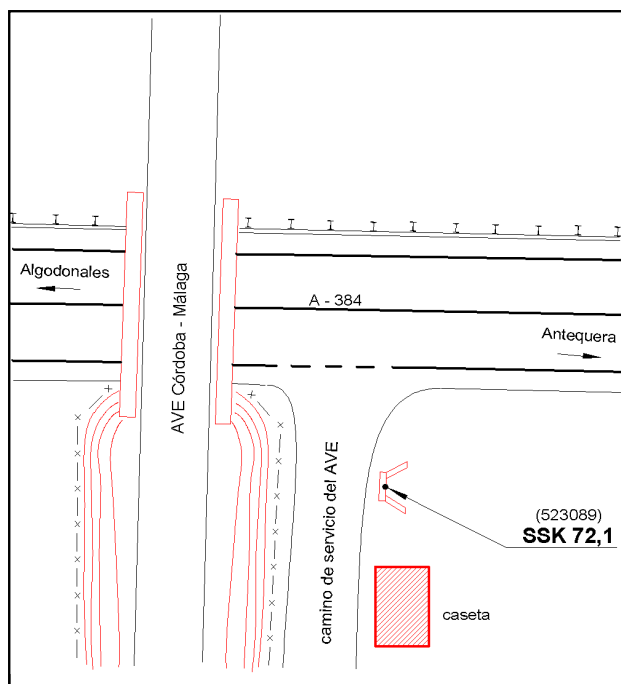 Algodonales
A - 384
Antequera
AVE Córdoba - Málaga
camino de servicio del AVE
(523089)
SSK 72,1
caseta